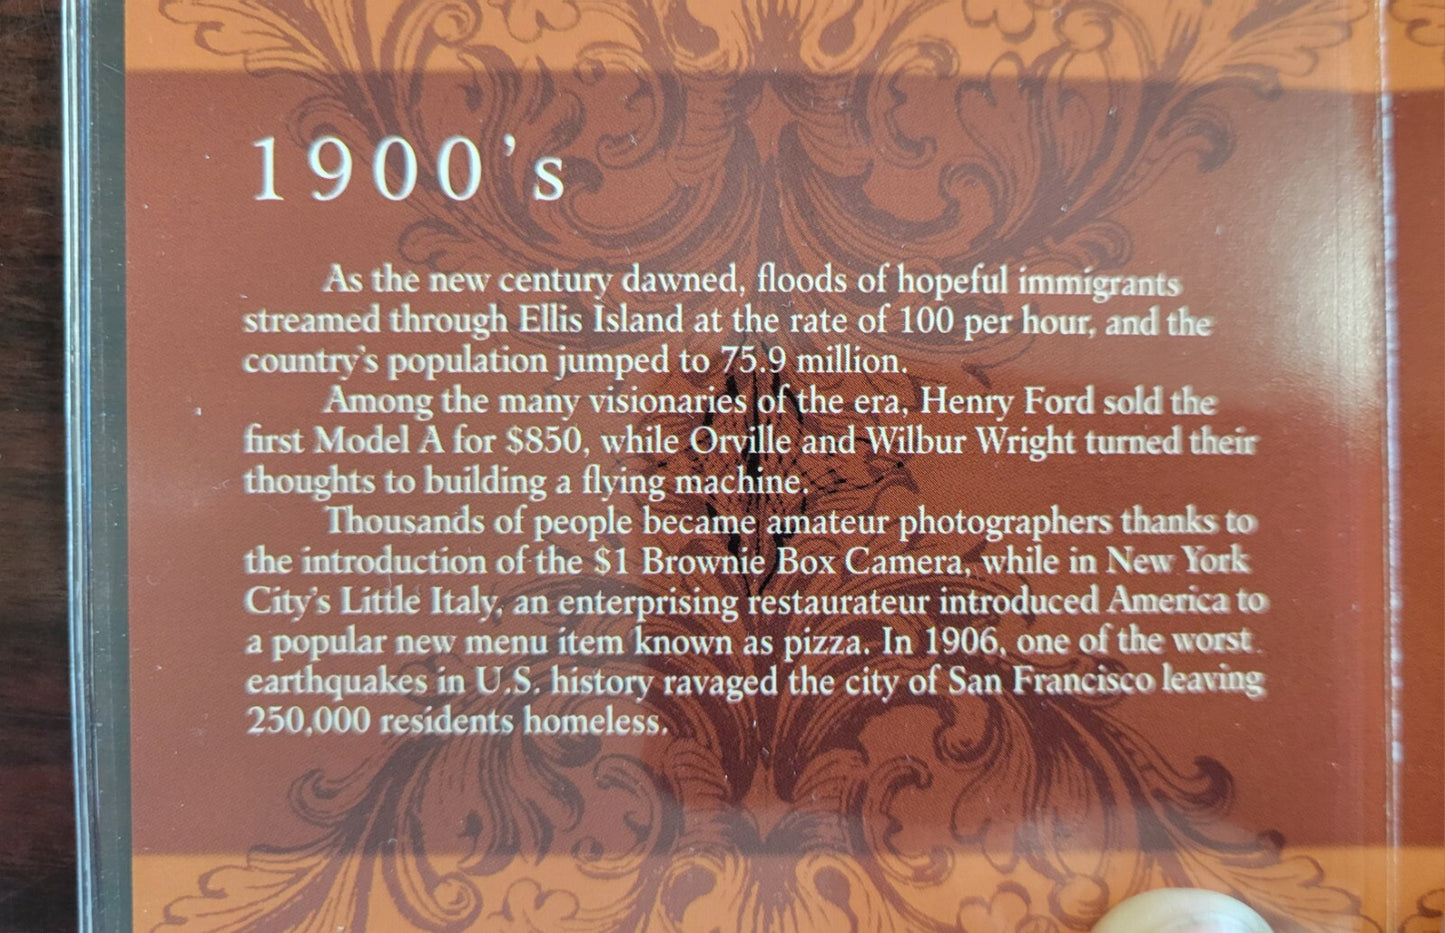 1900's
As the new century dawned, floods of hopeful immigrants
streamed through Ellis Island at the rate of 100 per hour, and the
country's population jumped to 75.9 million.
Among the many visionaries of the era, Henry Ford sold the
first Model A for $850, while Orville and Wilbur Wright turned their
thoughts to building a flying machine.
Thousands of people became amateur photographers thanks to
the introduction of the $1 Brownie Box Camera, while in New York
City's Little Italy, an enterprising restaurateur introduced America to
a popular new menu item known as pizza. In 1906, one of the worst
earthquakes in U.S. history ravaged the city of San Francisco leaving
250,000 residents homeless.